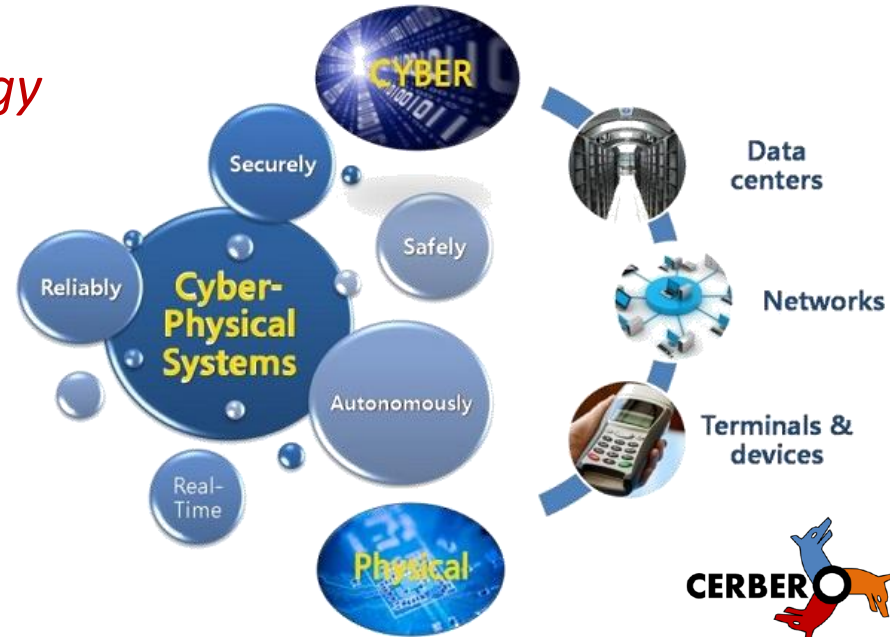 gy
CYBER
Securely
Safely
Reliably
Cyber-
Physical
Systems
Autonomously
Real-
Time
Physical
Data
centers
Networks
Terminals &
devices
CERBERO